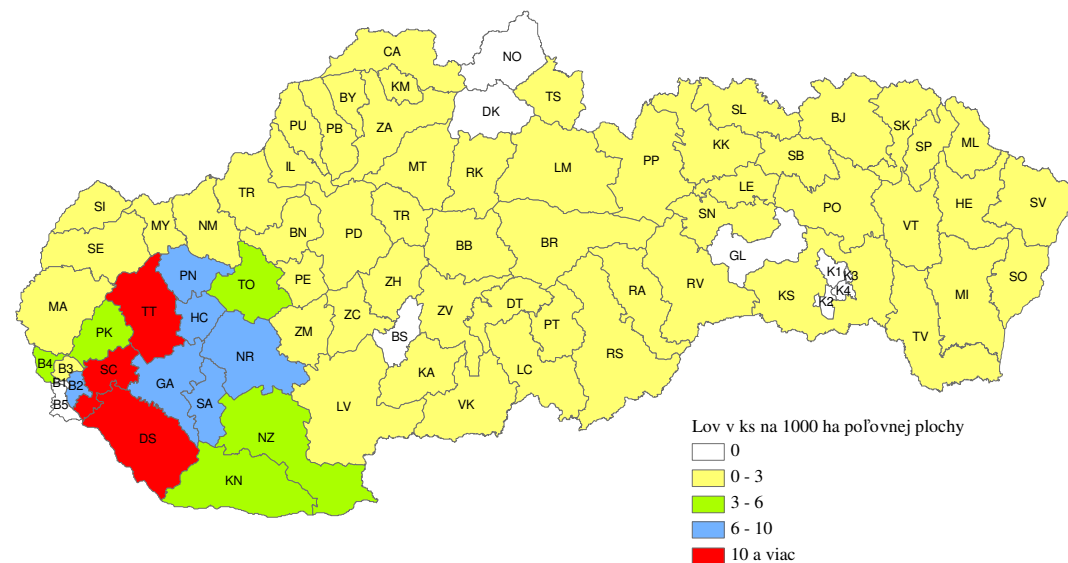 CA
NO
KM
BY
TS
DK
SL
BJ
SK
PU
PB
ZA
SP
ML
KK
SB
IL
MT
RK
LM
PP
LE
TR
SI
TR
SN
PO
HE
SV
MY
NM
BN
PD
VT
SE
BB
BR
GL
PN
TO
PE
ZH
RV
K1
K3
SO
MA
TT
RA
KS
K4
MI
K2
HC
ZM
ZC
ZV
DT
PT
PK
BS
TV
NR
RS
B4
B3
SC
GA
KA
LC
B1
B2
SA
LV
VK
B5
DS
NZ
KN
Lov v ks na 1000 ha poľovnej plochy
0
0 - 3
3 - 6
6 - 10
10 a viac